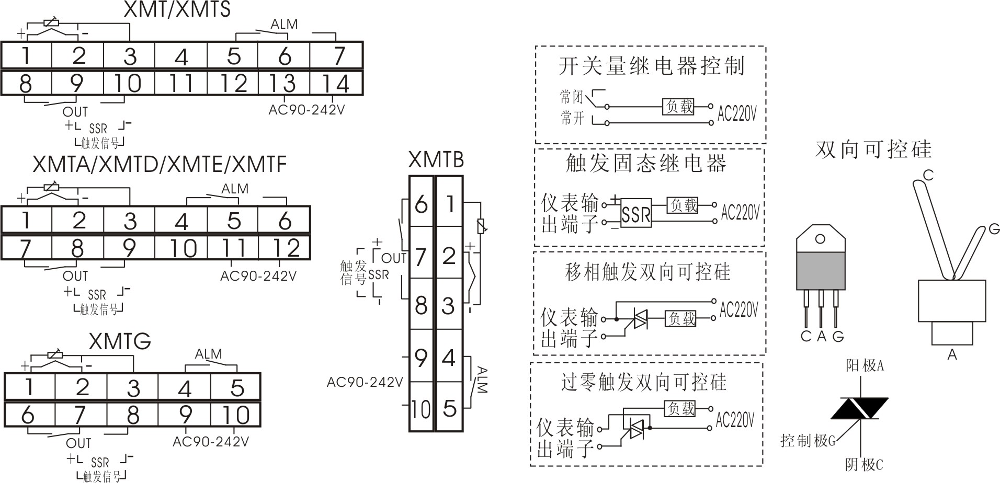 XMT/XMTS
ALM
+ -
1 2 3 4 5 6 7
8 9 10 11 12 13 14
OUT
AC90-242V
+ SSR -
触发信号
XMTA/XMTD/XMTE/XMTF
ALM
+ -
1 2 3 4 5 6
7 8 9 10 11 12
OUT
AC90-242V
+ SSR -
触发信号
XMTG
ALM
+ -
1 2 3 4 5
6 7 8 9 10
OUT
AC90-242V
+ SSR -
触发信号
XMTB
6 1
7 2
8 3
9 4
10 5
+
OUT
触发
信号
SSR
-
+
-
ALM
AC90-242V
开关量继电器控制
常闭
常开
负载
AC220V
触发固态继电器
仪表输
出端子
+
-
SSR
负载
AC220V
移相触发双向可控硅
仪表输
出端子
负载
AC220V
过零触发双向可控硅
仪表输
出端子
负载
AC220V
双向可控硅
C
G
C A G
A
阳极A
控制极G
阴极C